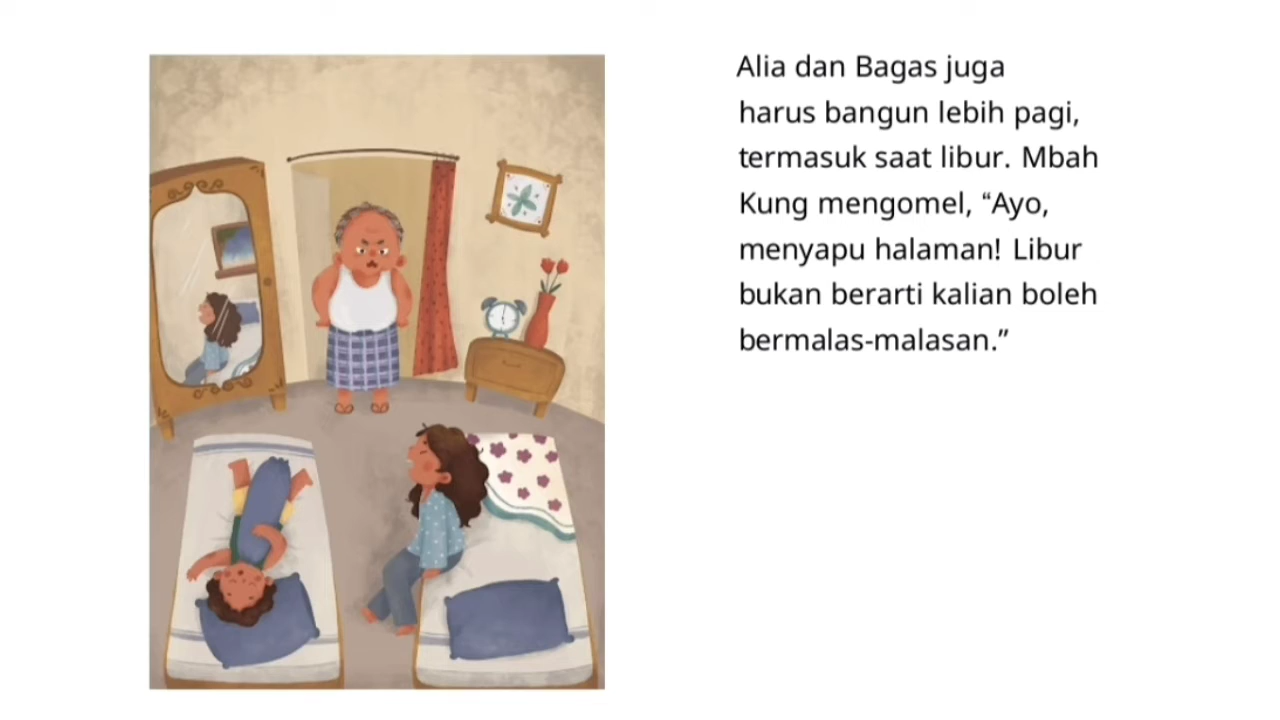 Alia dan Bagas juga
harus bangun lebih pagi,
termasuk saat libur. Mbah
Kung mengomel, “Ayo,
menyapu halaman! Libur
bukan berarti kalian boleh
bermalas-malasan.”